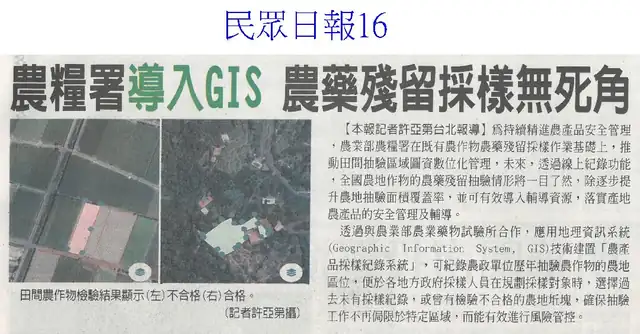 民眾日報16
農糧署導入GIS 農藥殘留採樣無死角
【本報記者許亞第台北報導】為持續精進農產品安全管理
，農業部農糧署在既有農作物農藥殘留採樣作業基礎上，推
動田間抽驗區域圖資數位化管理，未來，透過線上紀錄功能
，全國農地作物的農藥殘留抽驗情形將一目了然，除逐步提
升農地抽驗面積覆蓋率，並可有效導入輔導資源，落實產地
農產品的安全管理及輔導。
透過與農業部農業藥物試驗所合作，應用地理資訊系統
(Geographic Information System, GIS)技術建置「農產
品採樣紀錄系統」，可紀錄農政單位歷年抽驗農作物的農地
區位，便於各地方政府採樣人員在規劃採樣對象時，選擇過
去未有採樣紀錄，或曾有檢驗不合格的農地坵塊，確保抽驗
工作不再侷限於特定區域，而能有效進行風險管控。
田間農作物檢驗結果顯示(左)不合格(右)合格。
(記者許亞第攝)